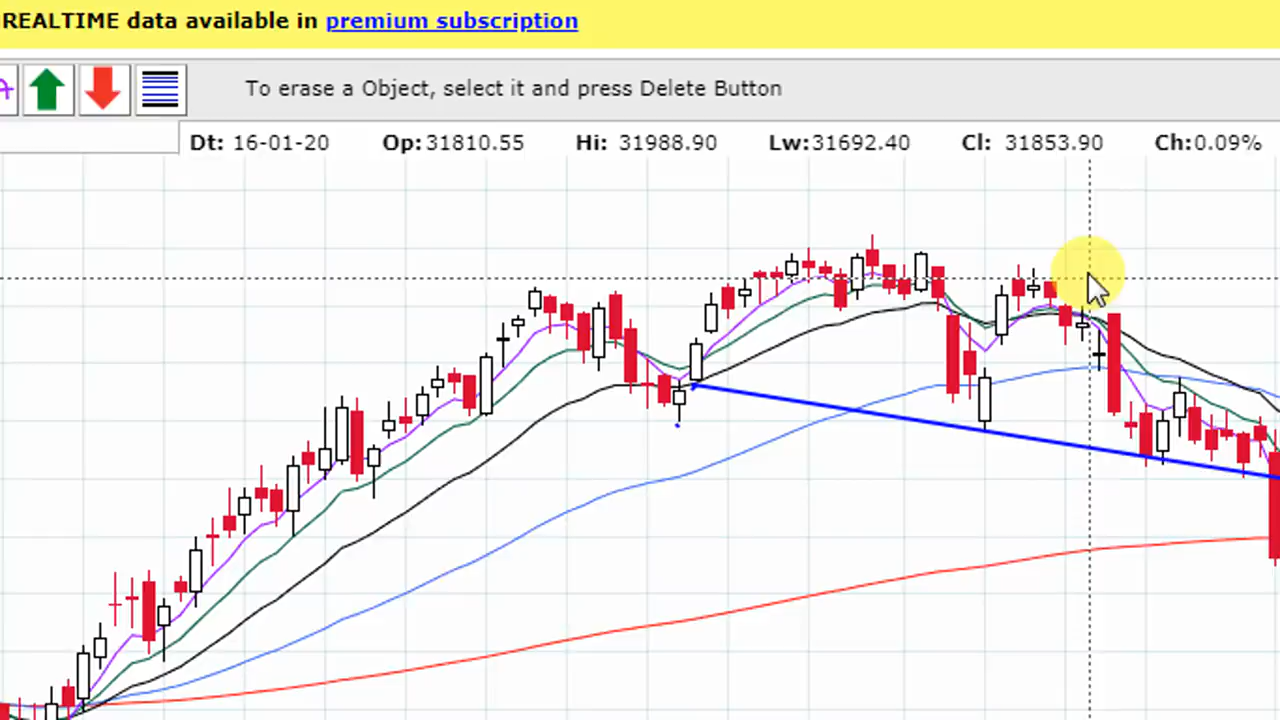 REALTIME data available in premium subscription
To erase a Object, select it and press Delete Button
Dt: 16-01-20 Op:31810.55 Hi: 31988.90 Lw:31692.40 Cl: 31853.90 Ch:0.09%